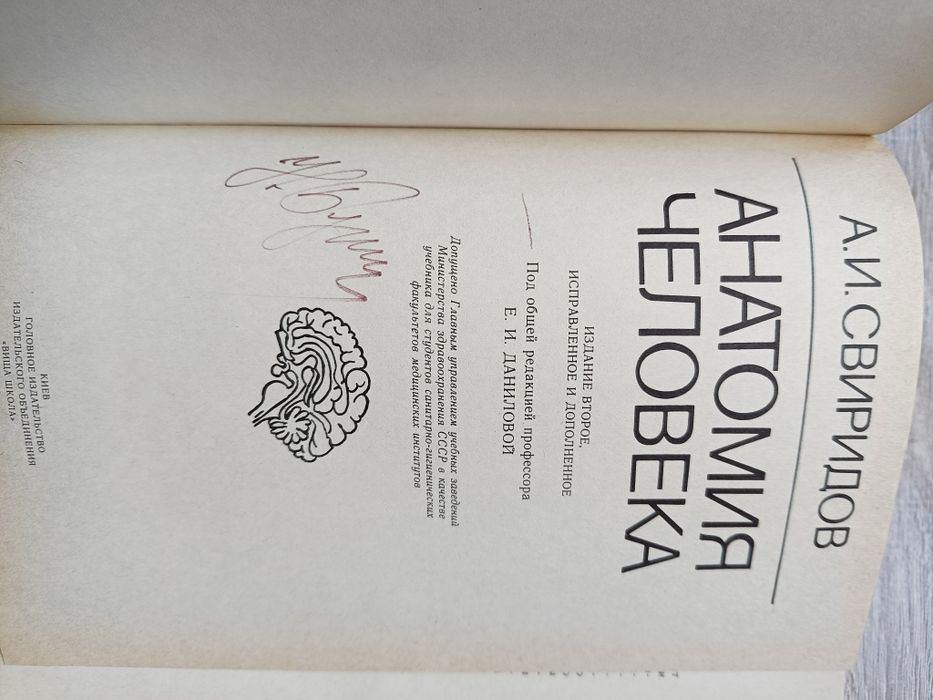 А. И. СВИРИДОВ
АНАТОМИЯ
ЧЕЛОВЕКА
ИЗДАНИЕ ВТОРОЕ,
ИСПРАВЛЕННОЕ И ДОПОЛНЕННОЕ
Под общей редакцией профессора
Е. И. ДАНИЛОВОЙ
Допущено Главным управлением учебных заведений
Министерства здравоохранения СССР в качестве
учебника для студентов санитарно-гигиенических
факультетов медицинских институтов
КИЕВ
ГОЛОВНОЕ ИЗДАТЕЛЬСТВО
ИЗДАТЕЛЬСКОГО ОБЪЕДИНЕНИЯ
«ВИЩА ШКОЛА»